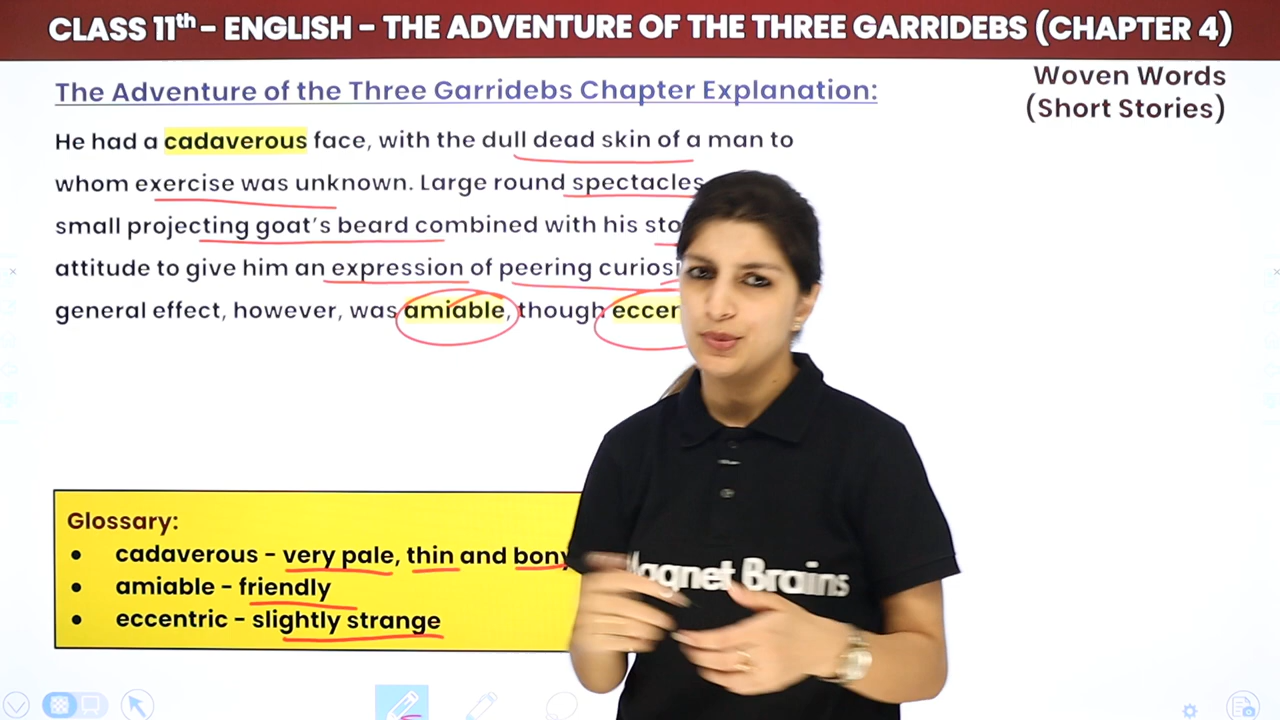 CLASS 11th - ENGLISH - THE ADVENTURE OF THE THREE GARRIDEBS (CHAPTER 4)
Woven Words
(Short Stories)
The Adventure of the Three Garridebs Chapter Explanation:
He had a cadaverous face, with the dull dead skin of a man to
whom exercise was unknown. Large round spectacles
small projecting goat's beard combined with his
attitude to give him an expression of peering
general effect, however, was amiable, though
Glossary:
• cadaverous - very pale, thin and bony
• amiable - friendly
• eccentric - slightly strange
Magnet Brains